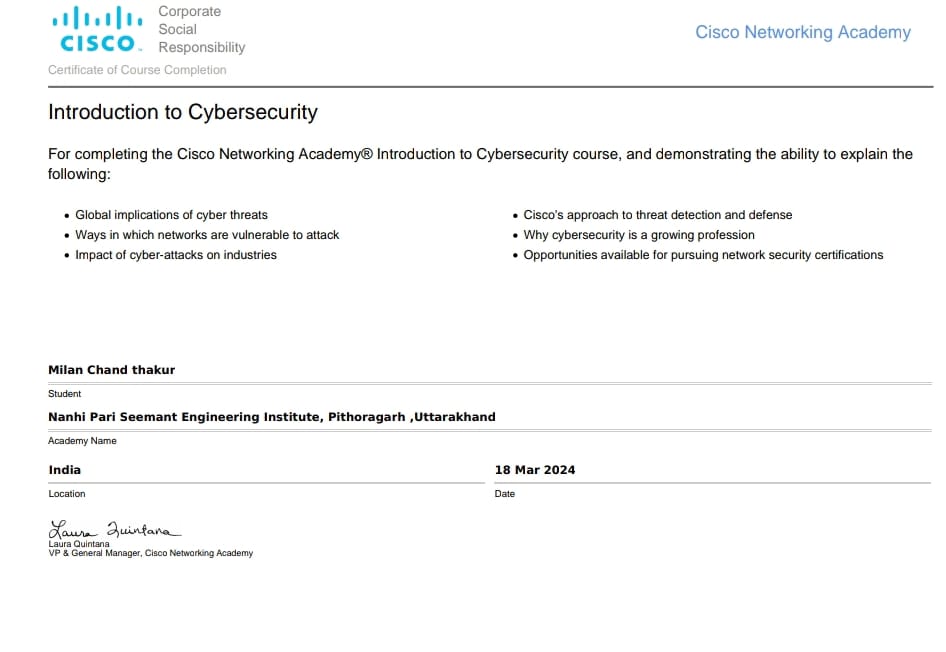 CISCO
Corporate
Social
Responsibility
Cisco Networking Academy
Certificate of Course Completion
Introduction to Cybersecurity
For completing the Cisco Networking Academy® Introduction to Cybersecurity course, and demonstrating the ability to explain the
following:
• Global implications of cyber threats
• Ways in which networks are vulnerable to attack
• Impact of cyber-attacks on industries
• Cisco's approach to threat detection and defense
• Why cybersecurity is a growing profession
• Opportunities available for pursuing network security certifications
Milan Chand thakur
Student
Nanhi Pari Seemant Engineering Institute, Pithoragarh ,Uttarakhand
Academy Name
India
Location
18 Mar 2024
Date
Laura Quintana
Laura Quintana
VP & General Manager, Cisco Networking Academy